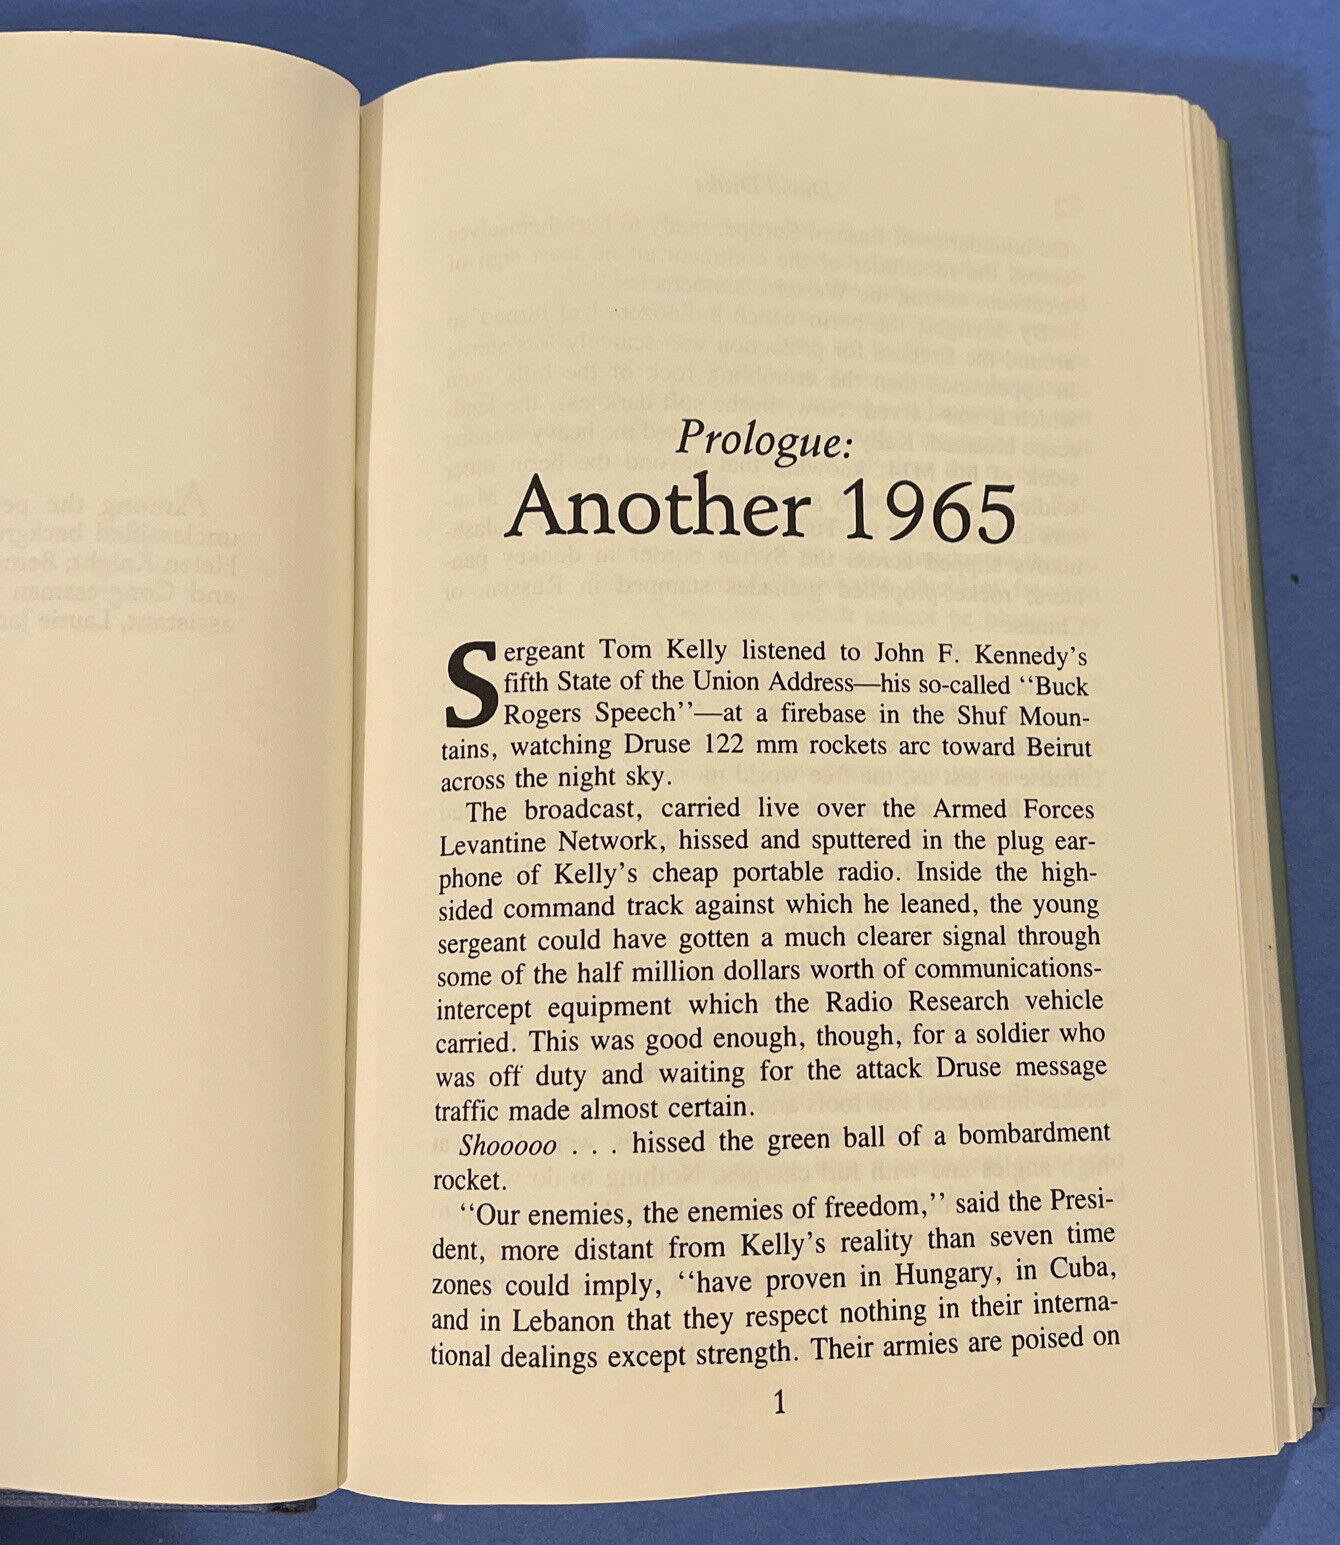 Prologue:
Another 1965
Sergeant Tom Kelly listened to John F. Kennedy's
fifth State of the Union Address—his so-called ‘‘Buck
Rogers Speech’’—at a firebase in the Shuf Moun-
tains, watching Druse 122 mm rockets arc toward Beirut
across the night sky.
The broadcast, carried live over the Armed Forces
Levantine Network, hissed and sputtered in the plug ear-
phone of Kelly's cheap portable radio. Inside the high-
sided command track against which he leaned, the young
sergeant could have gotten a much clearer signal through
some of the half million dollars worth of communications-
intercept equipment which the Radio Research vehicle
carried. This was good enough, though, for a soldier who
was off duty and waiting for the attack Druse message
traffic made almost certain.
Shooooo . . . hissed the green ball of a bombardment
rocket.
‘‘Our enemies, the enemies of freedom,’’ said the Presi-
dent, more distant from Kelly's reality than seven time
zones could imply, ‘‘have proven in Hungary, in Cuba,
and in Lebanon that they respect nothing in their interna-
tional dealings except strength. Their armies are poised on
1